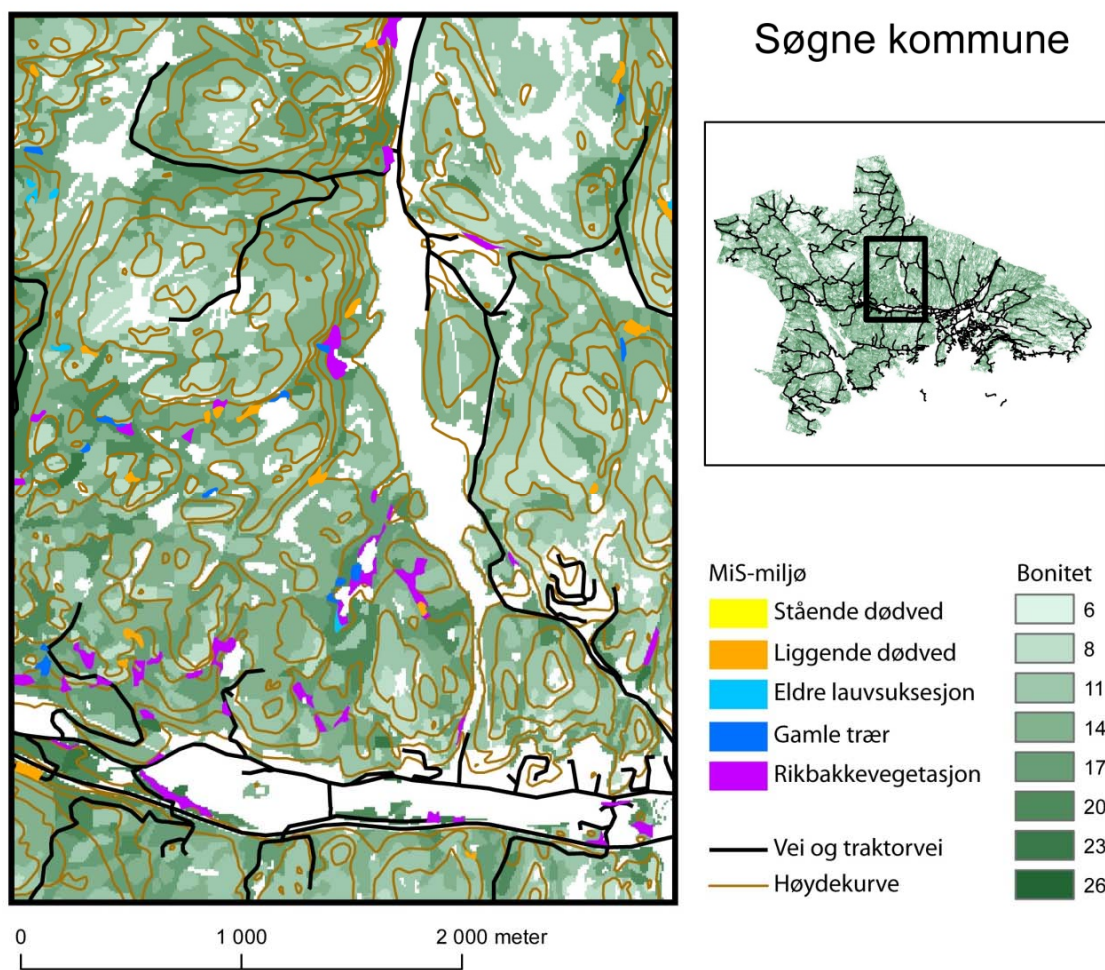 Søgne kommune
MiS-miljø
Stående dødved
Liggende dødved
Eldre lauvsuksesjon
Gamle trær
Rikbakkevegetasjon
Vei og traktorvei
Høydekurve
Bonitet
6
8
11
14
17
20
23
26
0 1 000 2 000 meter